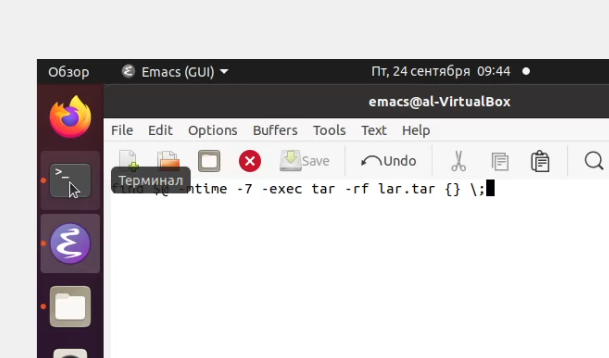 Обзор Emacs (GUI) Пт, 24 сентября 09:44
emacs@al-VirtualBox
File Edit Options Buffers Tools Text Help
Save Undo
Терминал
find $@ -mtime -7 -exec tar -rf lar.tar {} \;